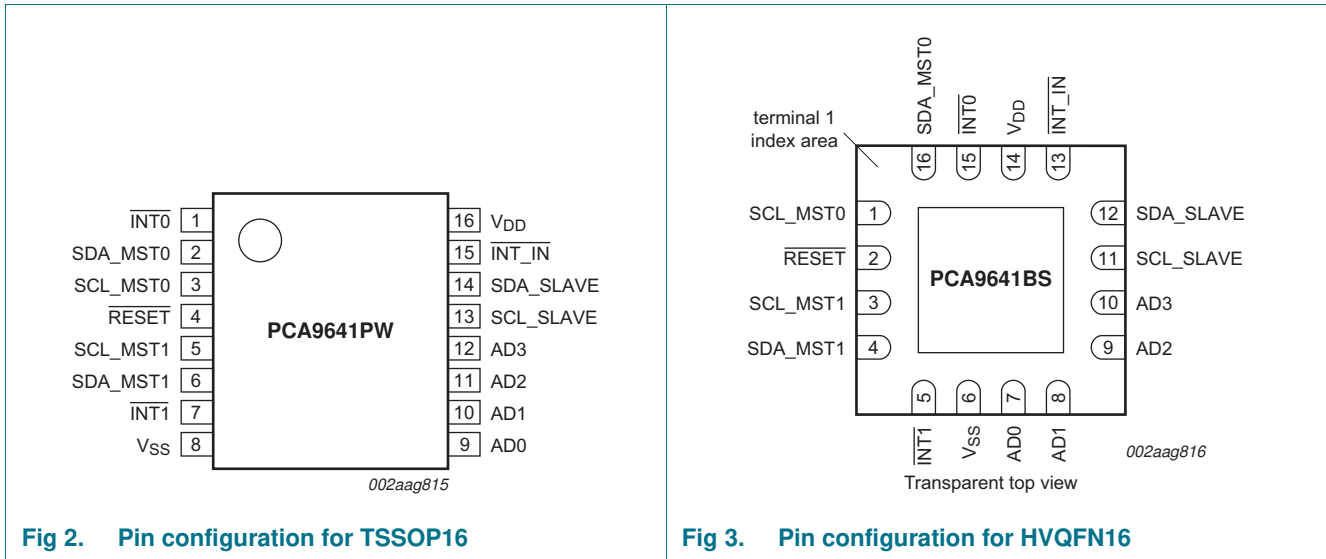 INT0 1
SDA_MST0 2
SCL_MST0 3
RESET 4
SCL_MST1 5
SDA_MST1 6
INT1 7
VSS 8
PCA9641PW
16 VDD
15 INT_IN
14 SDA_SLAVE
13 SCL_SLAVE
12 AD3
11 AD2
10 AD1
9 AD0
002aag815
Fig 2. Pin configuration for TSSOP16
terminal 1
index area
SDA_MST0
INT0
VDD
INT_IN
16 15 14 13
SCL_MST0 1
RESET 2
SCL_MST1 3
SDA_MST1 4
PCA9641BS
12 SDA_SLAVE
11 SCL_SLAVE
10 AD3
9 AD2
5 6 7 8
INT1
VSS
AD0
AD1
002aag816
Transparent top view
Fig 3. Pin configuration for HVQFN16